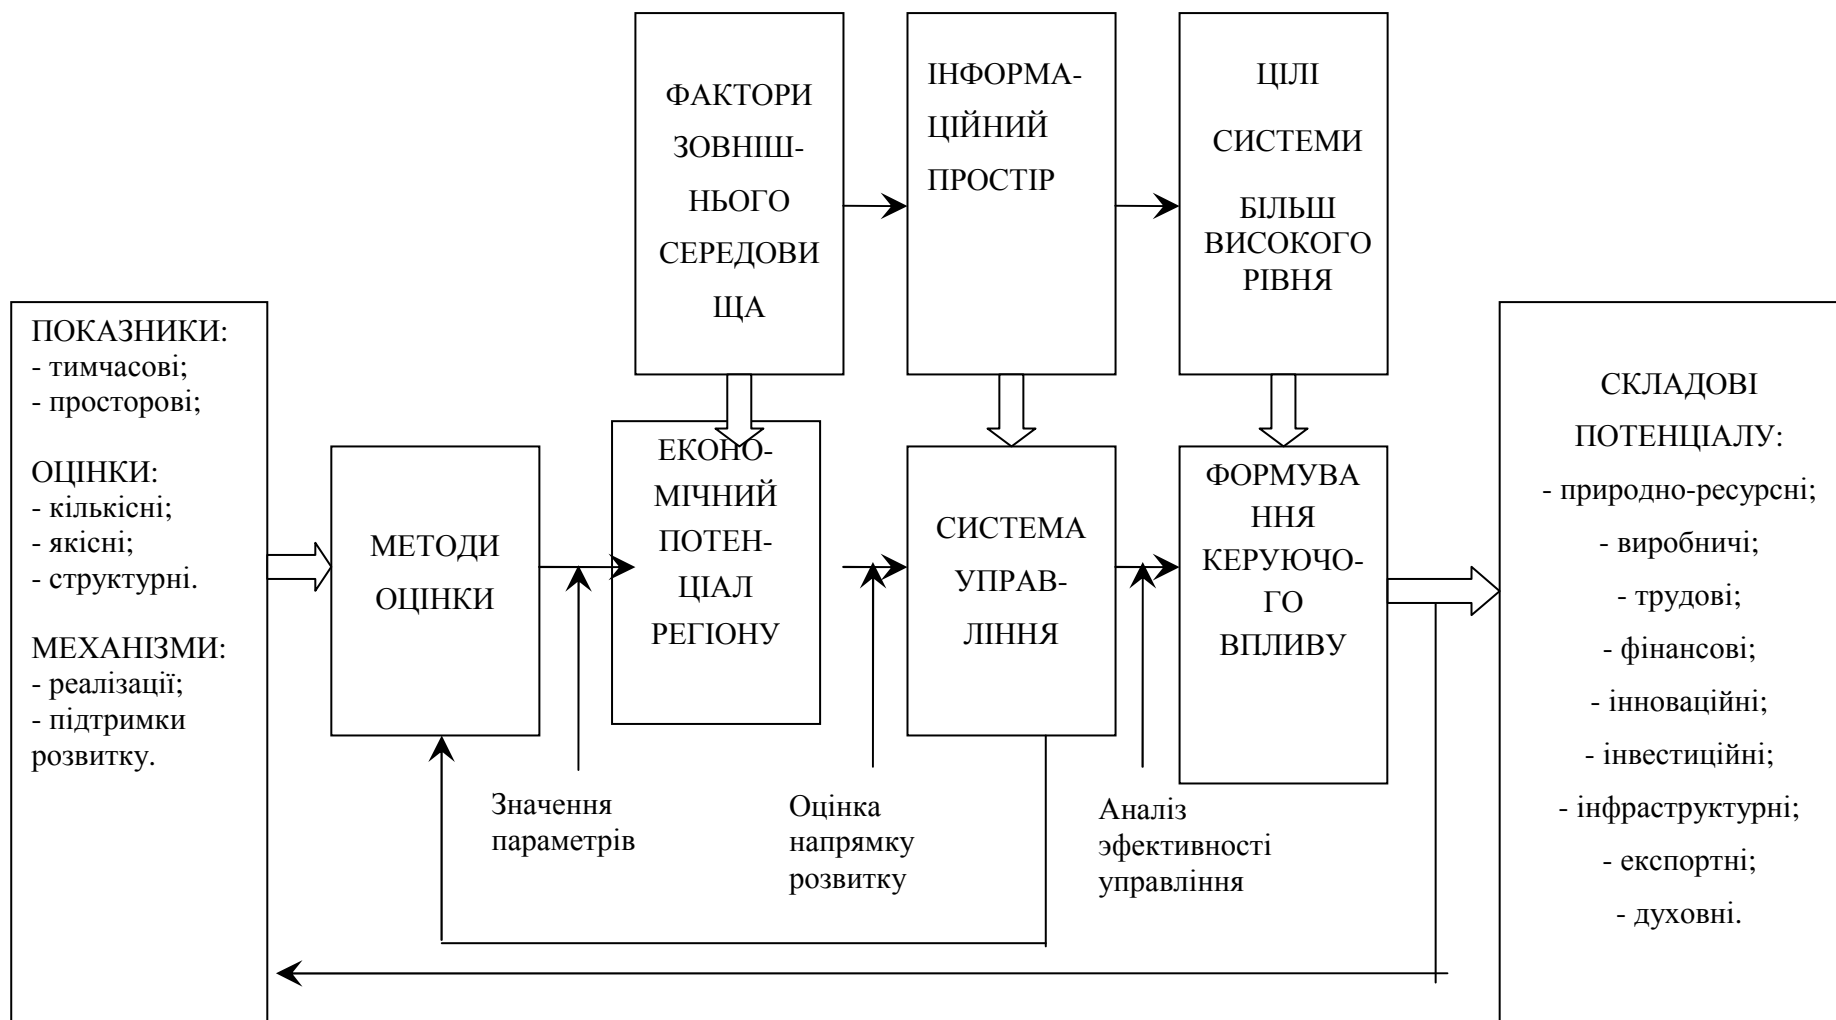 ФАКТОРИ
ЗОВНІШ-
НЬОГО
СЕРЕДОВИ
ЩА
ІНФОРМА-
ЦІЙНИЙ
ПРОСТІР
ЦІЛІ
СИСТЕМИ
БІЛЬШ
ВИСОКОГО
РІВНЯ
ПОКАЗНИКИ:
- тимчасові;
- просторові;
ОЦІНКИ:
- кількісні;
- якісні;
- структурні.
МЕХАНІЗМИ:
- реалізації;
- підтримки
розвитку.
МЕТОДИ
ОЦІНКИ
ЕКОНО-
МІЧНИЙ
ПОТЕН-
ЦІАЛ
РЕГІОНУ
СИСТЕМА
УПРАВ-
ЛІННЯ
ФОРМУВА
ННЯ
КЕРУЮЧО-
ГО
ВПЛИВУ
СКЛАДОВІ
ПОТЕНЦІАЛУ:
- природно-ресурсні;
- виробничі;
- трудові;
- фінансові;
- інноваційні;
- інвестиційні;
- інфраструктурні;
- експортні;
- духовні.
Значення
параметрів
Оцінка
напрямку
розвитку
Аналіз
эфективності
управління